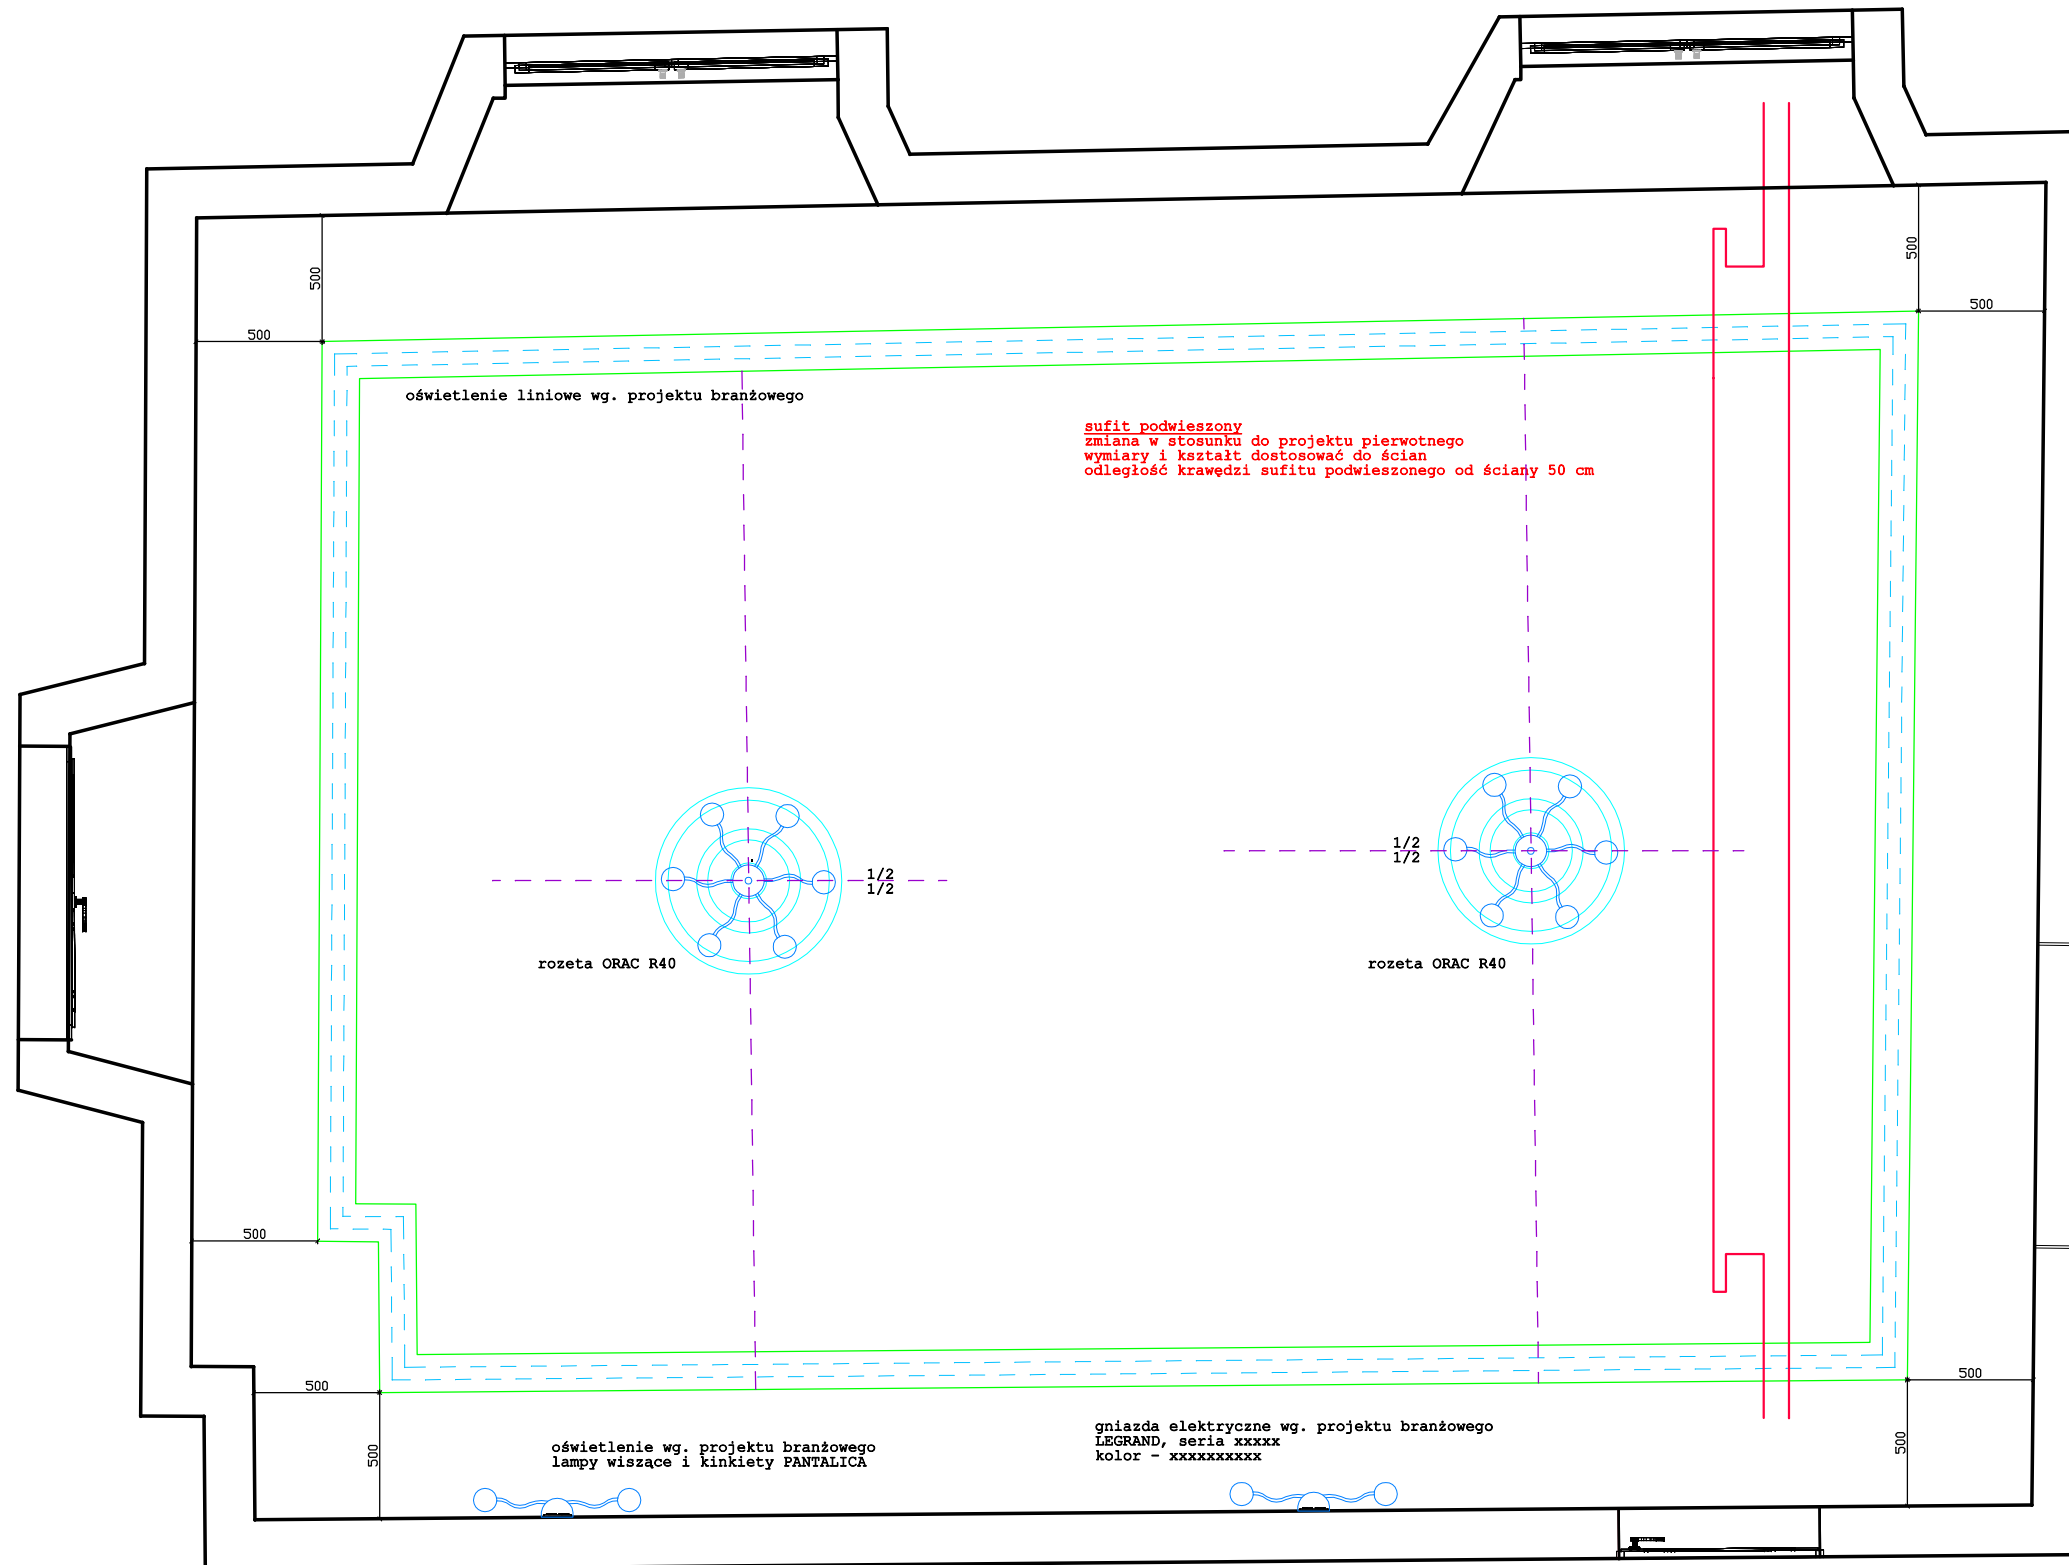 500
500
500
500
oświetlenie liniowe wg. projektu branżowego
sufit podwieszony
zmiana w stosunku do projektu pierwotnego
wymiary i kształt dostosować do ścian
odległość krawędzi sufitu podwieszonego od ściany 50 cm
1/2
1/2
1/2
1/2
rozeta ORAC R40
rozeta ORAC R40
500
500
500
500
500
oświetlenie wg. projektu branżowego
lampy wiszące i kinkiety PANTALICA
gniazda elektryczne wg. projektu branżowego
LEGRAND, seria xxxxx
kolor - xxxxxxxxxx